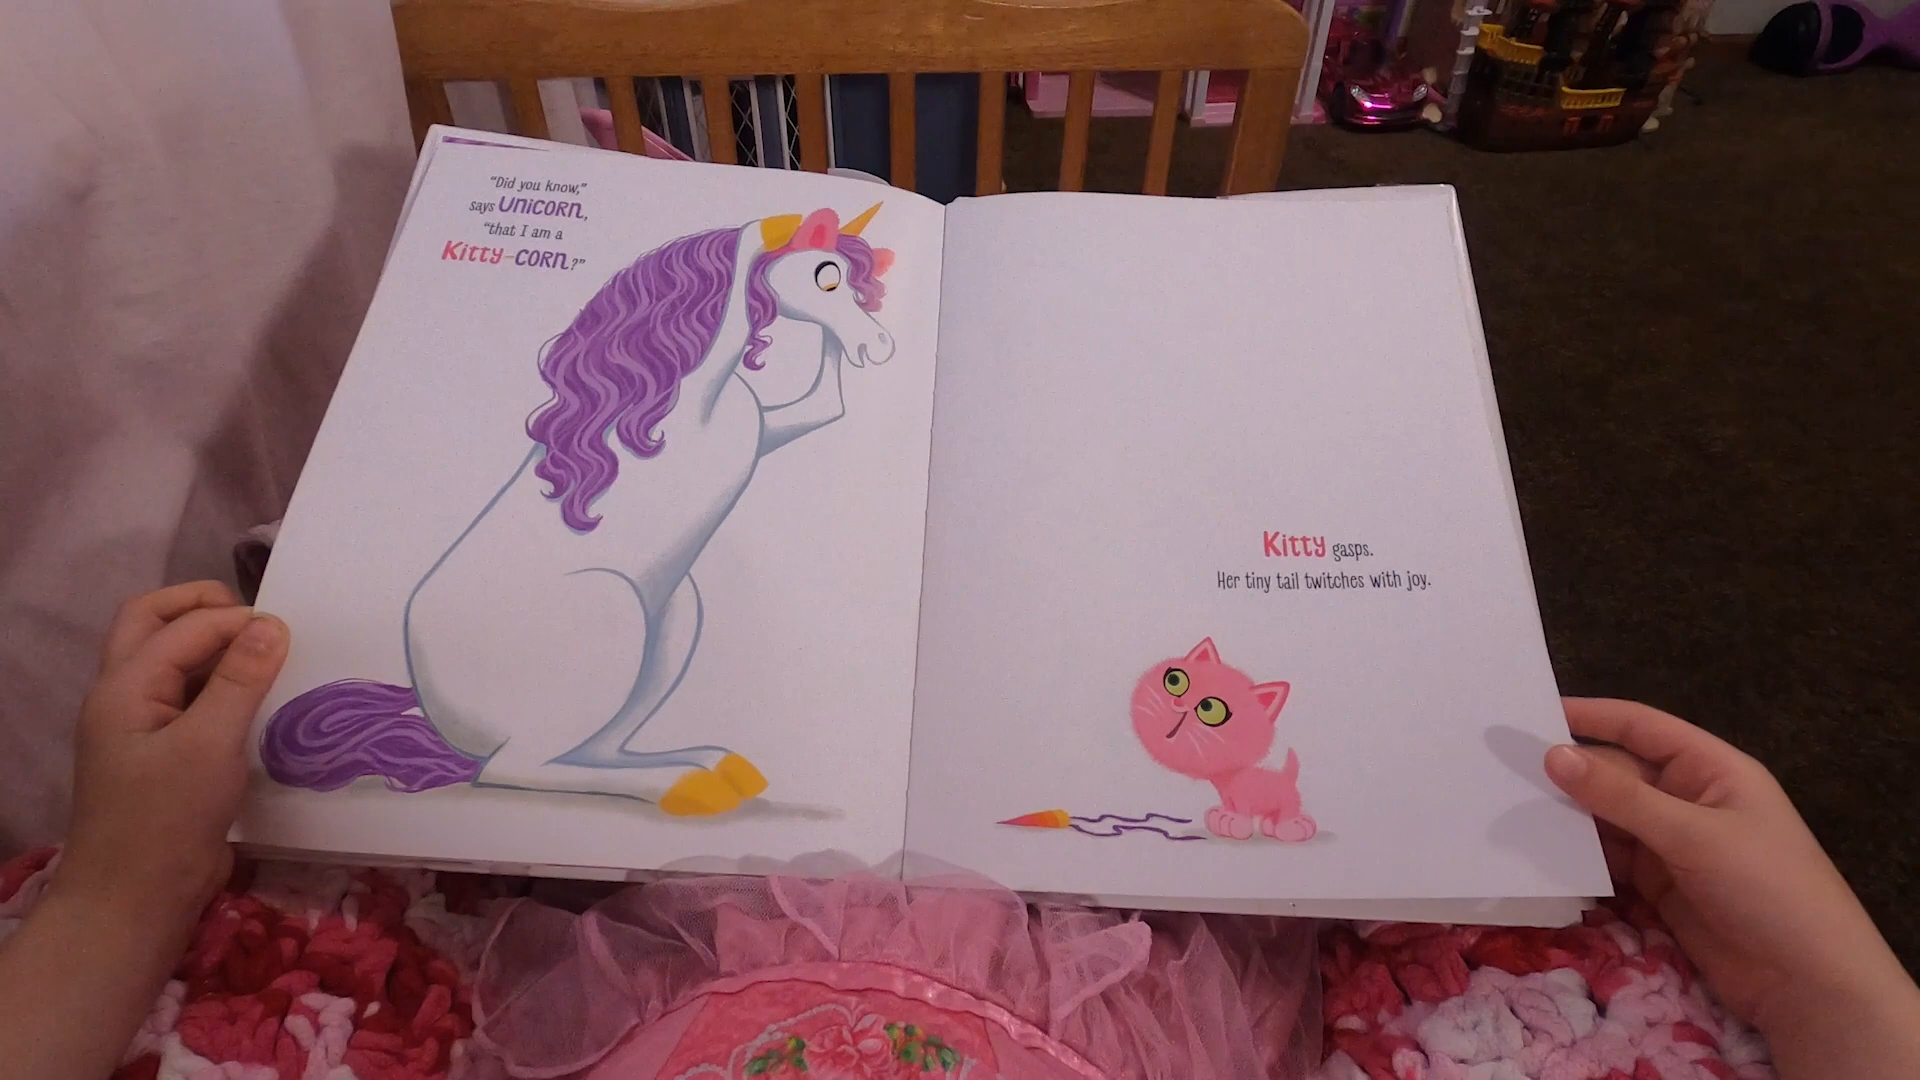 “Did you know,”
says UNICORN,
“that I am a
Kitty-CORN?”
Kitty gasps.
Her tiny tail twitches with joy.